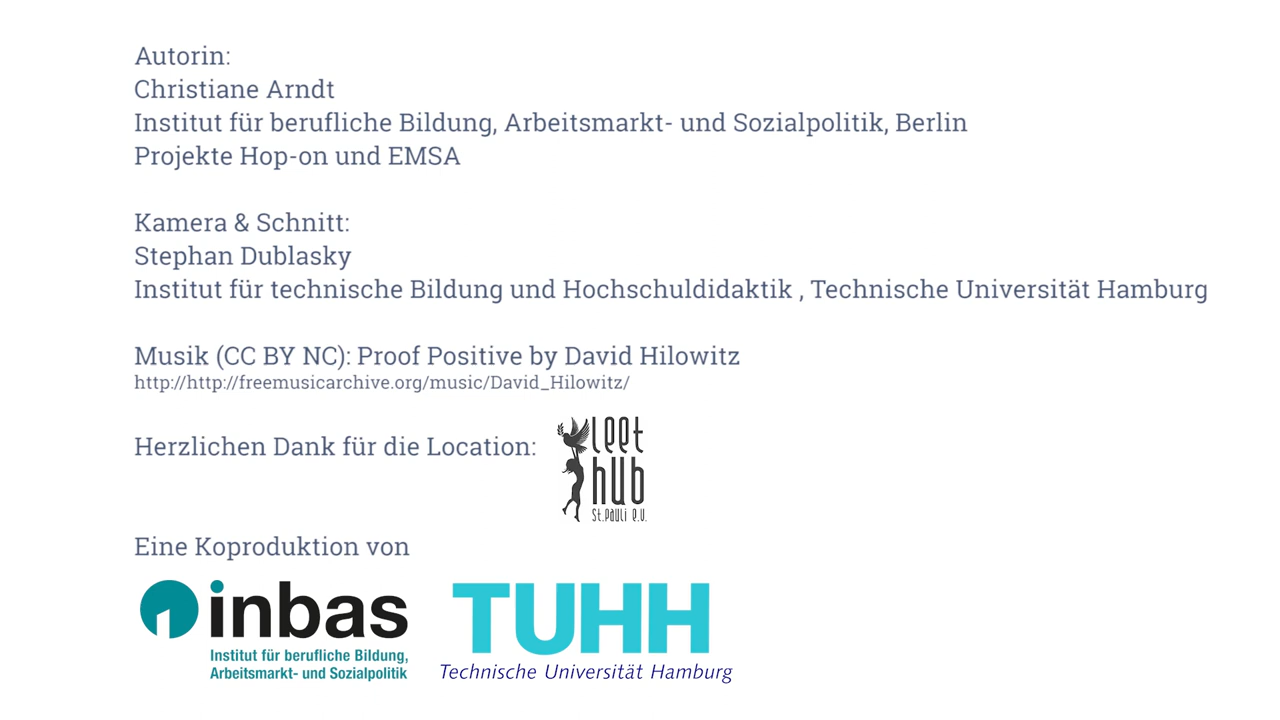 Autorin:
Christiane Arndt
Institut für berufliche Bildung, Arbeitsmarkt- und Sozialpolitik, Berlin
Projekte Hop-on und EMSA
Kamera & Schnitt:
Stephan Dublasky
Institut für technische Bildung und Hochschuldidaktik , Technische Universität Hamburg
Musik (CC BY NC): Proof Positive by David Hilowitz
http://http://freemusicarchive.org/music/David_Hilowitz/
Herzlichen Dank für die Location:
leet
hub
St.Pauli e.V.
Eine Koproduktion von
inbas
Institut für berufliche Bildung,
Arbeitsmarkt- und Sozialpolitik
TUHH
Technische Universität Hamburg